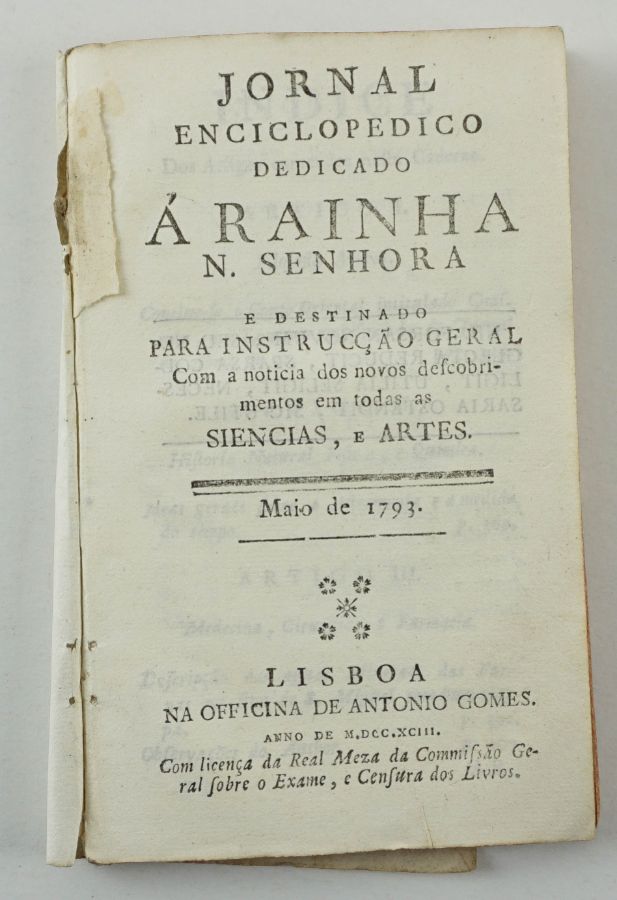 JORNAL
ENCICLOPEDICO
DEDICADO
Á RAINHA
N. SENHORA
E DESTINADO
PARA INSTRUCÇÃO GERAL
Com a noticia dos novos deſcobri-
mentos em todas as
SIENCIAS, E ARTES.
Maio de 1793.
LISBOA
NA OFFICINA DE ANTONIO GOMES.
ANNO DE M.DCC.XCIII.
Com licença da Real Meza da Commiſsão Ge-
ral ſobre o Exame, e Cenſura dos Livros.